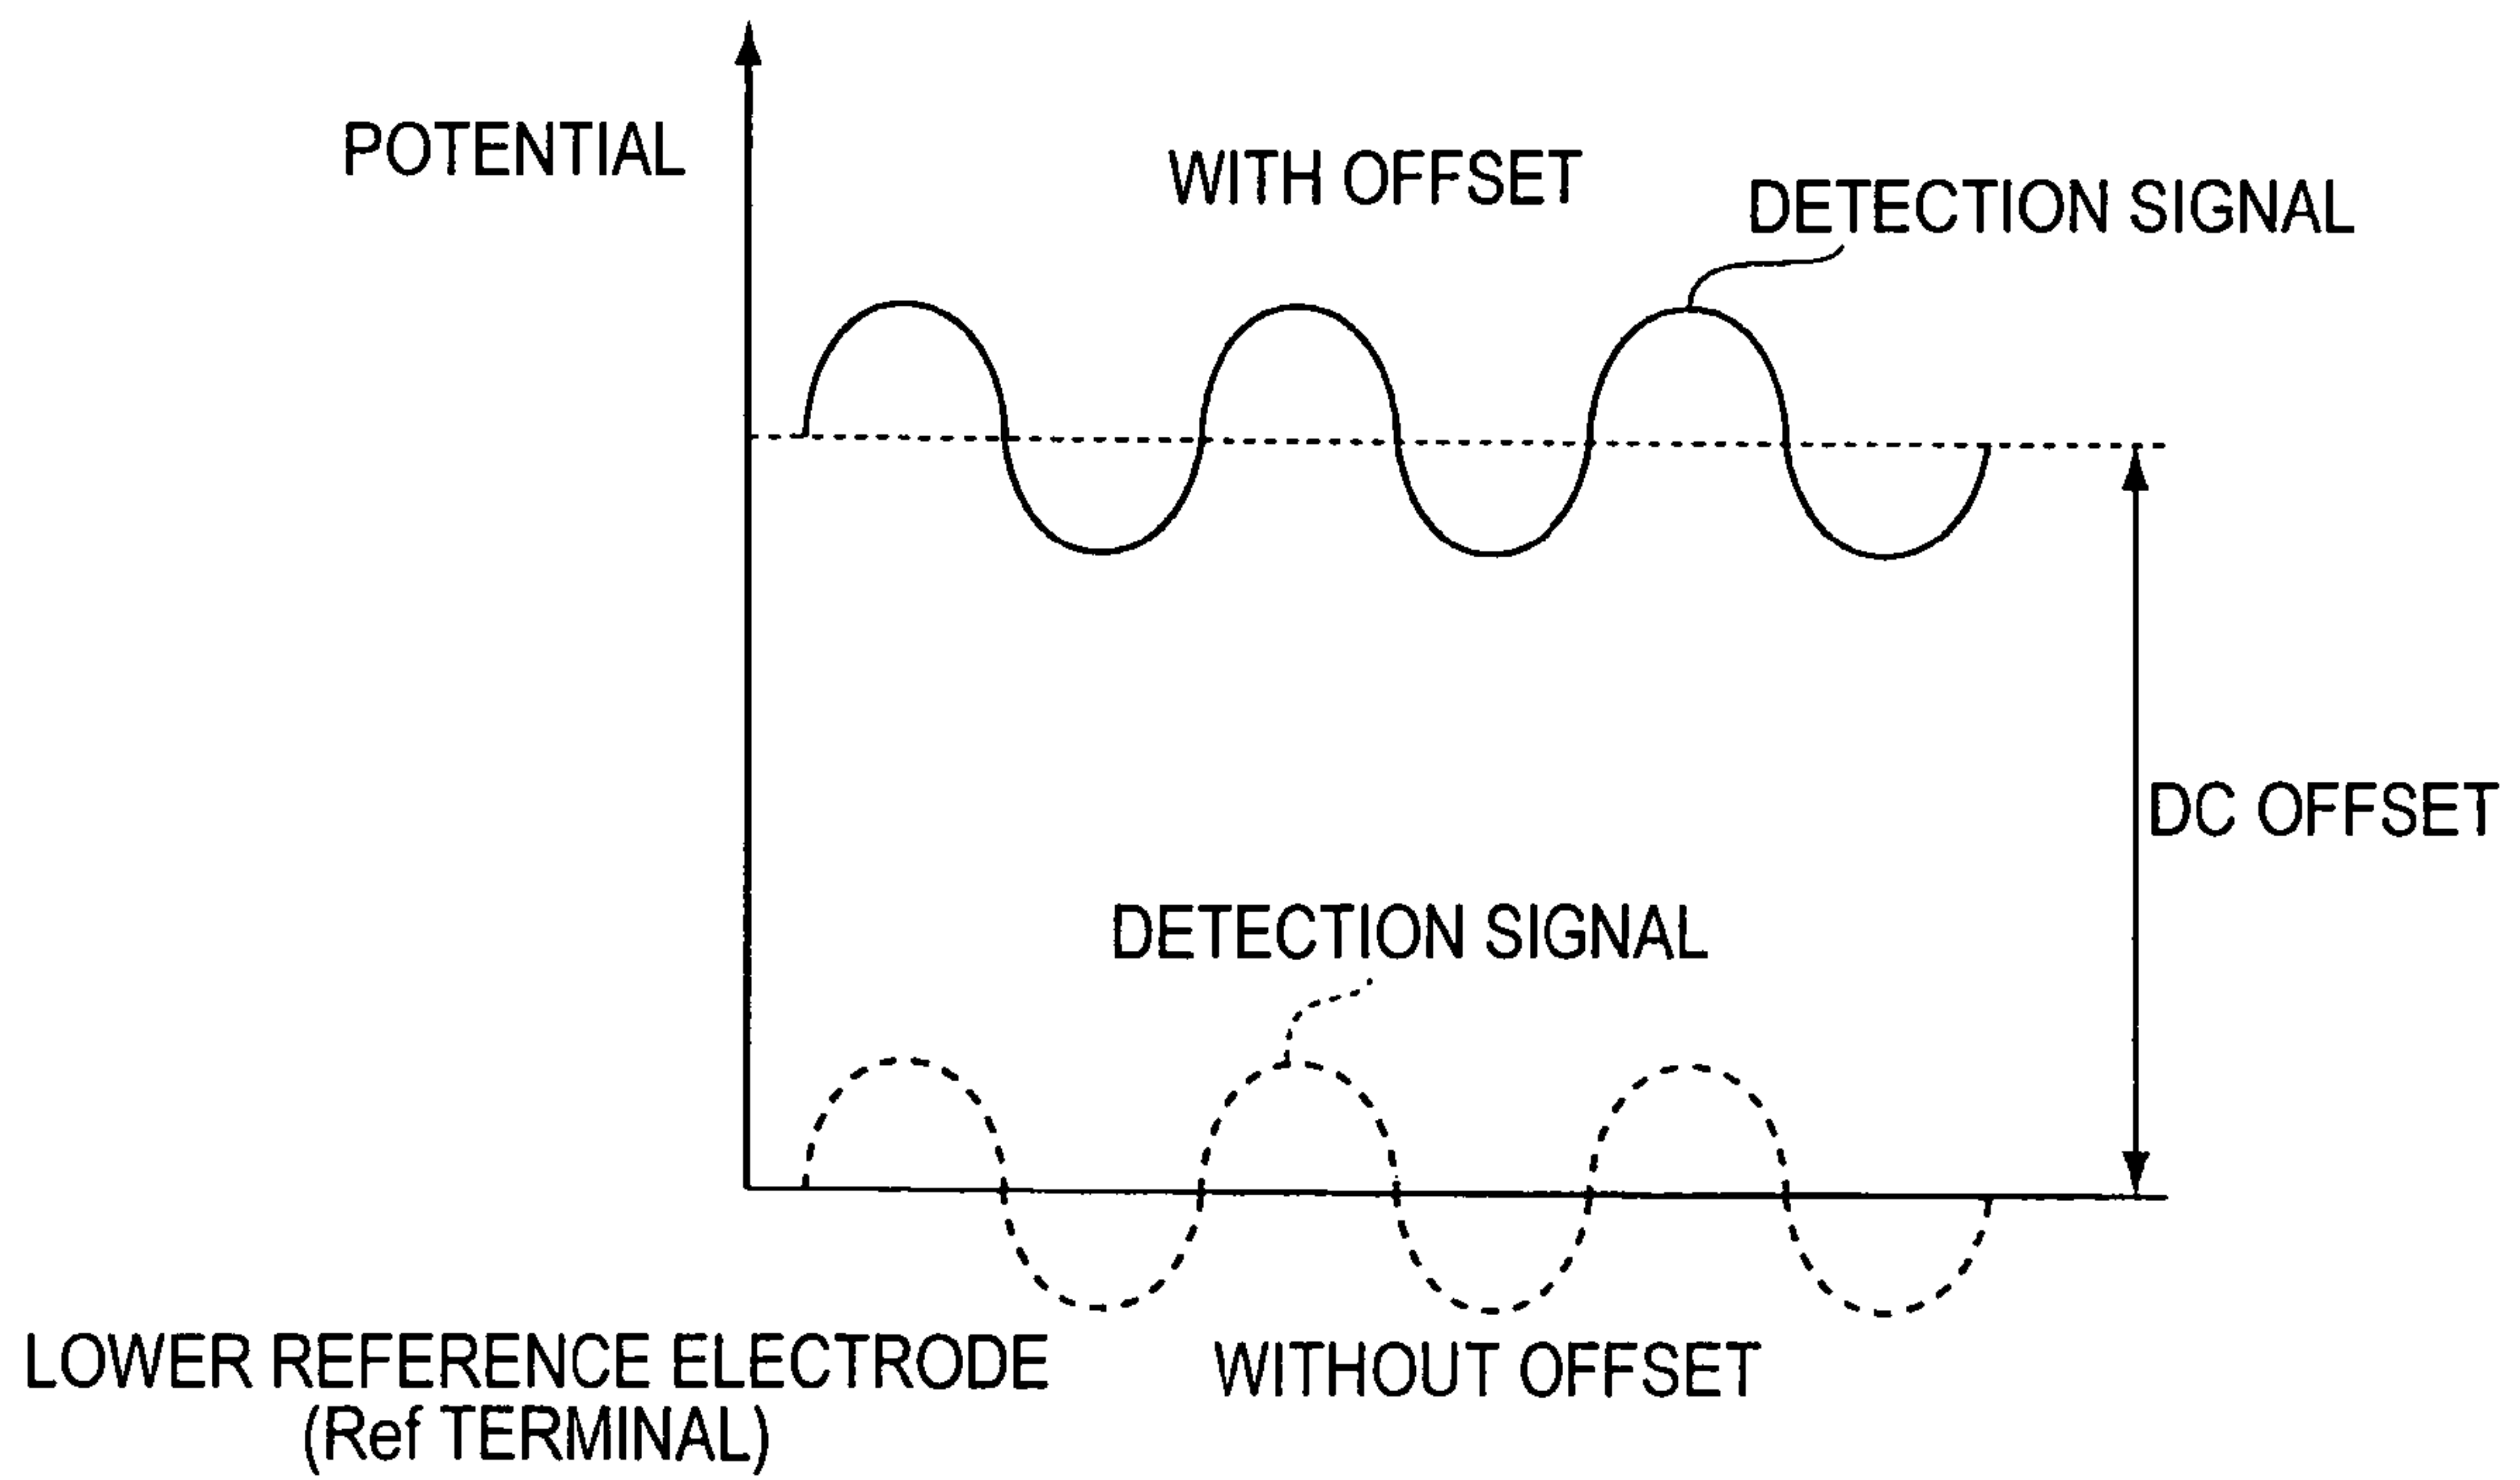 POTENTIAL
WITH OFFSET
DETECTION SIGNAL
DC OFFSET
DETECTION SIGNAL
LOWER REFERENCE ELECTRODE
(Ref TERMINAL)
WITHOUT OFFSET